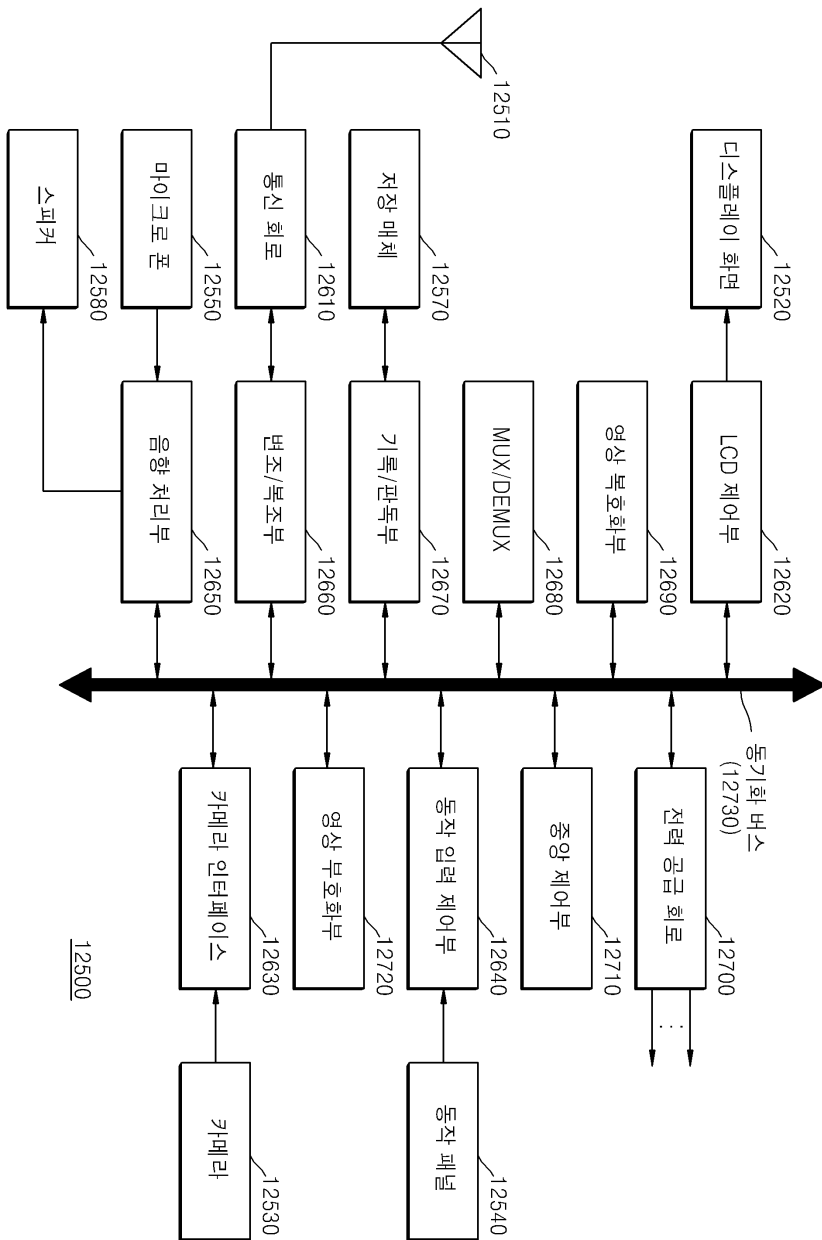 동기화 버스
(12730)
12520
디스플레이 화면
12620
LCD 제어부
12700
전력 공급 회로
...
12690
영상 복호화부
12710
중앙 제어부
12510
12680
MUX/DEMUX
12640
동작 입력 제어부
12540
동작 패널
12570
저장 매체
12670
기록/판독부
12720
영상 부호화부
12610
통신 회로
12660
변조/복조부
12630
카메라 인터페이스
12530
카메라
12550
마이크로 폰
12650
음향 처리부
12580
스피커
12500